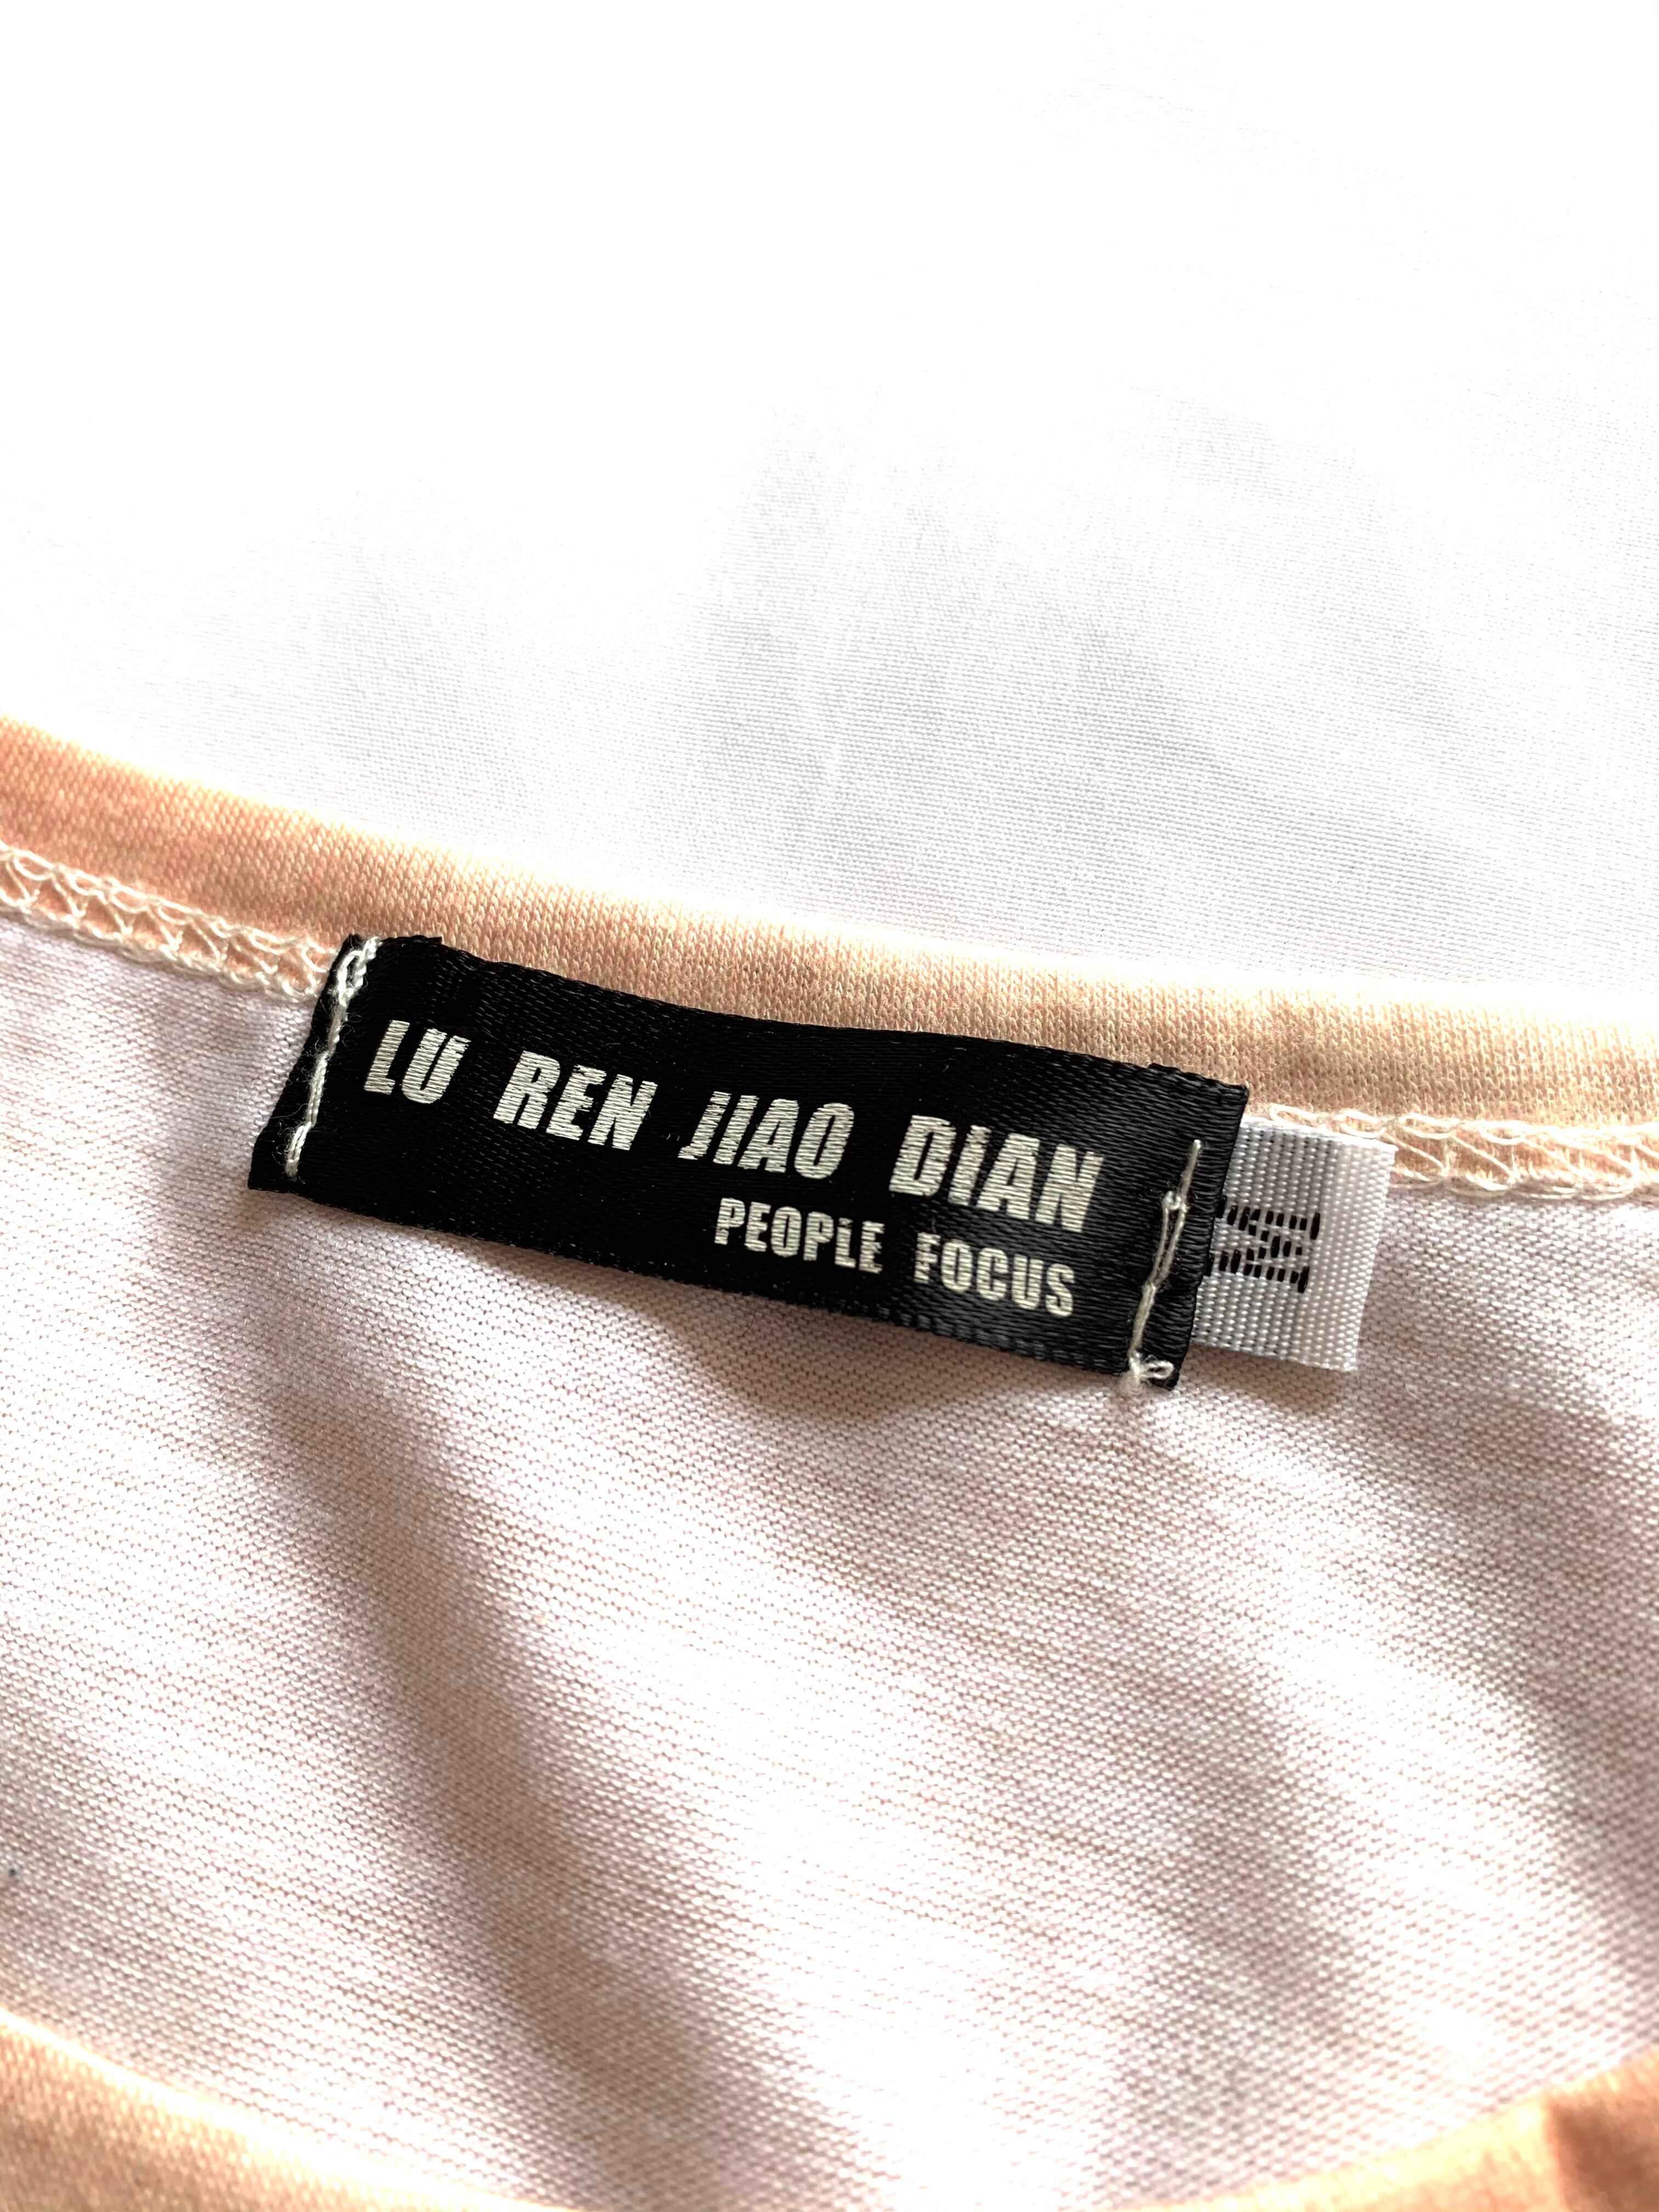 LU REN JIAO DIAN
PEOPLE FOCUS
M